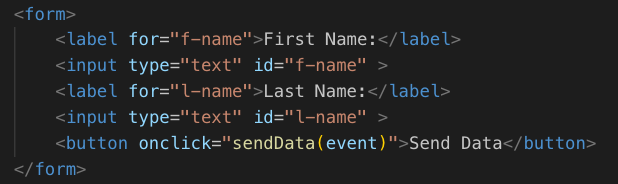 <form>
<label for="f-name">First Name:</label>
<input type="text" id="f-name" >
<label for="l-name">Last Name:</label>
<input type="text" id="l-name" >
<button onclick="sendData(event)">Send Data</button>
</form>